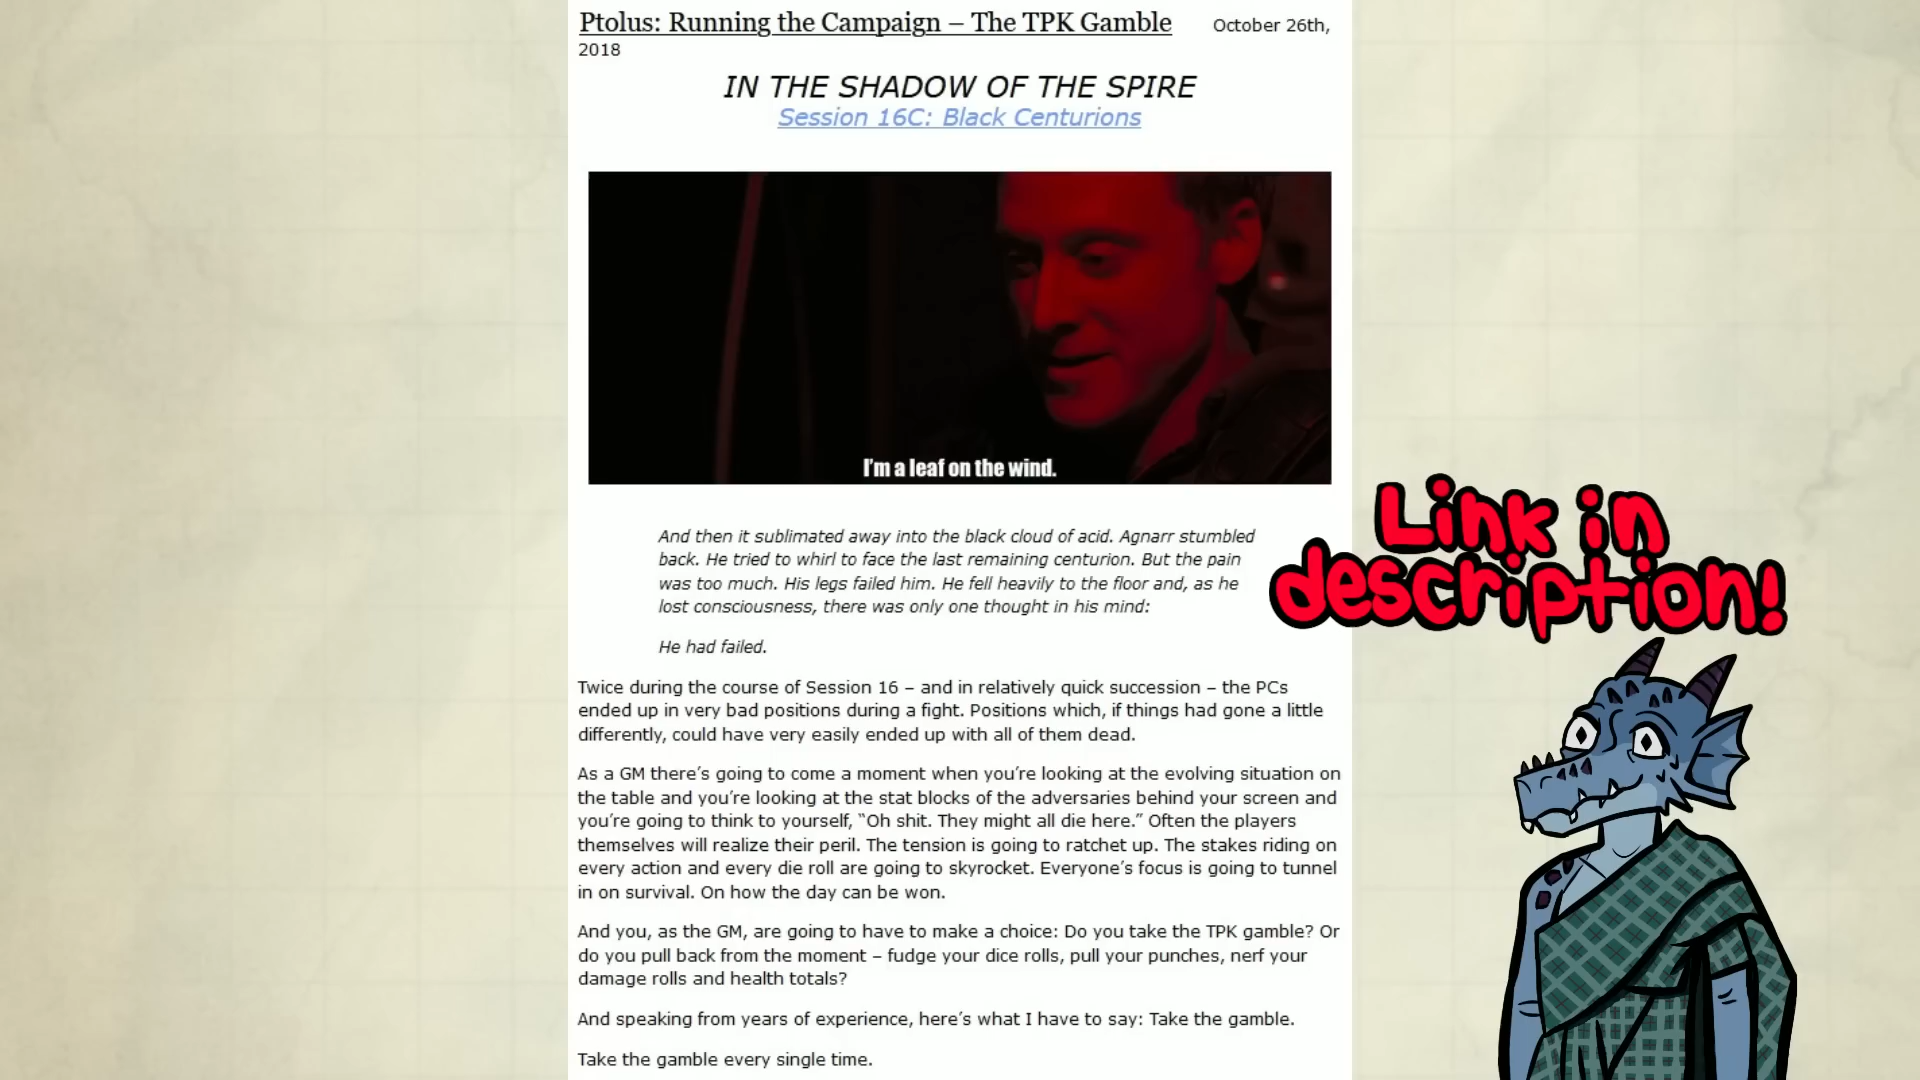 Ptolus: Running the Campaign – The TPK Gamble October 26th,
2018
IN THE SHADOW OF THE SPIRE
Session 16C: Black Centurions
I'm a leaf on the wind.
And then it sublimated away into the black cloud of acid. Agnarr stumbled
back. He tried to whirl to face the last remaining centurion. But the pain
was too much. His legs failed him. He fell heavily to the floor and, as he
lost consciousness, there was only one thought in his mind:
He had failed.
Link in
description!
Twice during the course of Session 16 – and in relatively quick succession – the PCs
ended up in very bad positions during a fight. Positions which, if things had gone a little
differently, could have very easily ended up with all of them dead.
As a GM there's going to come a moment when you're looking at the evolving situation on
the table and you're looking at the stat blocks of the adversaries behind your screen and
you're going to think to yourself, “Oh shit. They might all die here.” Often the players
themselves will realize their peril. The tension is going to ratchet up. The stakes riding on
every action and every die roll are going to skyrocket. Everyone's focus is going to tunnel
in on survival. On how the day can be won.
And you, as the GM, are going to have to make a choice: Do you take the TPK gamble? Or
do you pull back from the moment – fudge your dice rolls, pull your punches, nerf your
damage rolls and health totals?
And speaking from years of experience, here's what I have to say: Take the gamble.
Take the gamble every single time.